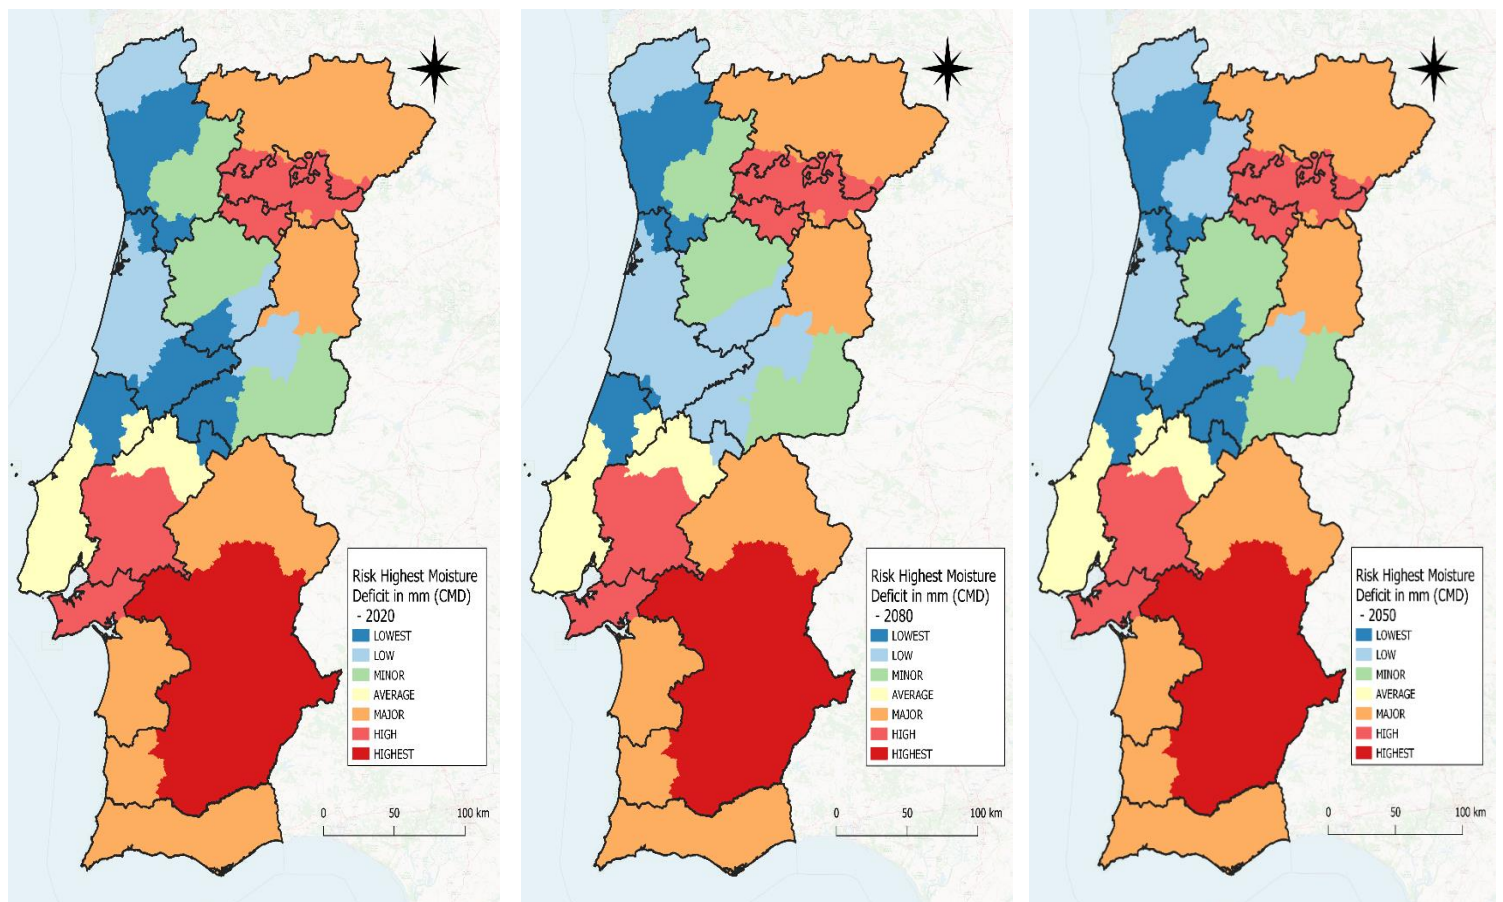 Risk Highest Moisture
Deficit in mm (CMD)
- 2020
LOWEST
LOW
MINOR
AVERAGE
MAJOR
HIGH
HIGHEST
0 50 100 km
Risk Highest Moisture
Deficit in mm (CMD)
- 2080
LOWEST
LOW
MINOR
AVERAGE
MAJOR
HIGH
HIGHEST
0 50 100 km
Risk Highest Moisture
Deficit in mm (CMD)
- 2050
LOWEST
LOW
MINOR
AVERAGE
MAJOR
HIGH
HIGHEST
0 50 100 km